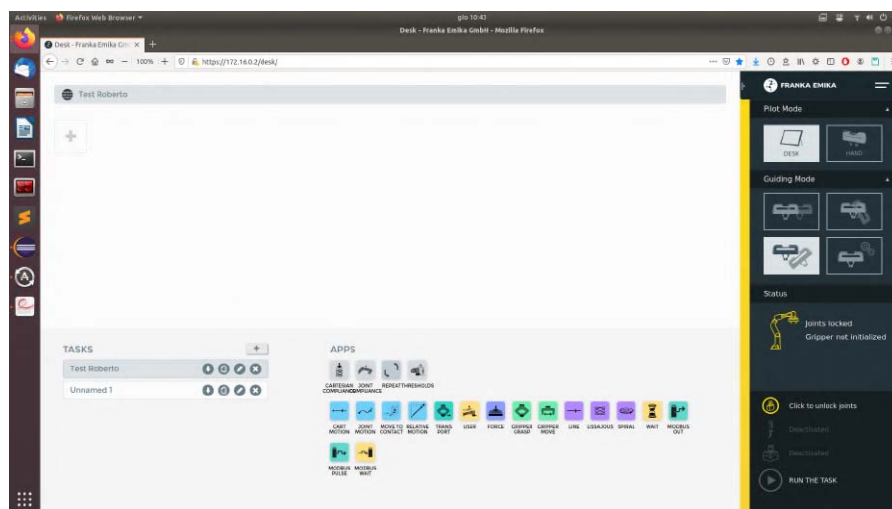 Activities
Firefox Web Browser
gio 10:43
Desk - Franka Emika GmbH - Mozilla Firefox
Desk - Franka Emika Gm
100%
https://172.16.0.2/desk/
Test Roberto
FRANKA EMIKA
Pilot Mode
DESK
HAND
Guiding Mode
Status
Joints locked
Gripper not initialized
Click to unlock joints
Deactivated
Deactivated
RUN THE TASK
TASKS
Test Roberto
Unnamed 1
APPS
CARTESIAN COMPLIANCE
JOINT COMPLIANCE
REPEAT
THRESHOLDS
CART MOTION
JOINT MOTION
MOVE TO CONTACT
RELATIVE MOTION
TRANS PORT
USER
FORCE
GRIPPER GRASP
GRIPPER MOVE
LINE
LISSAJOUS
SPIRAL
WAIT
MODBUS OUT
MODBUS PULSE
MODBUS WAIT